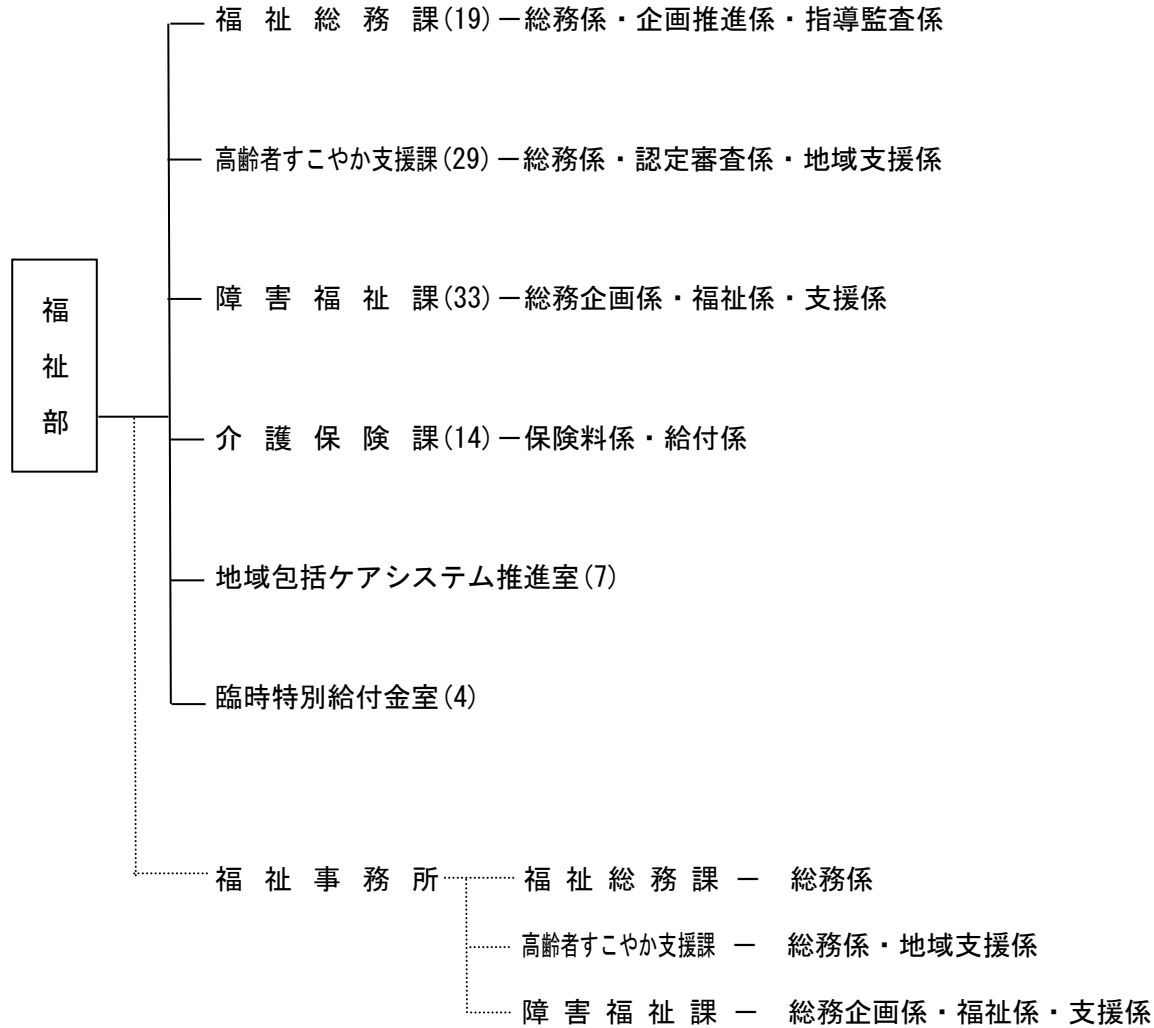 福祉総務課(19)－総務係・企画推進係・指導監査係
高齢者すこやか支援課(29)－総務係・認定審査係・地域支援係
障害福祉課(33)－総務企画係・福祉係・支援係
福祉部
介護保険課(14)－保険料係・給付係
地域包括ケアシステム推進室(7)
臨時特別給付金室(4)
福祉事務所 福祉総務課 － 総務係
高齢者すこやか支援課 － 総務係・地域支援係
障害福祉課 － 総務企画係・福祉係・支援係